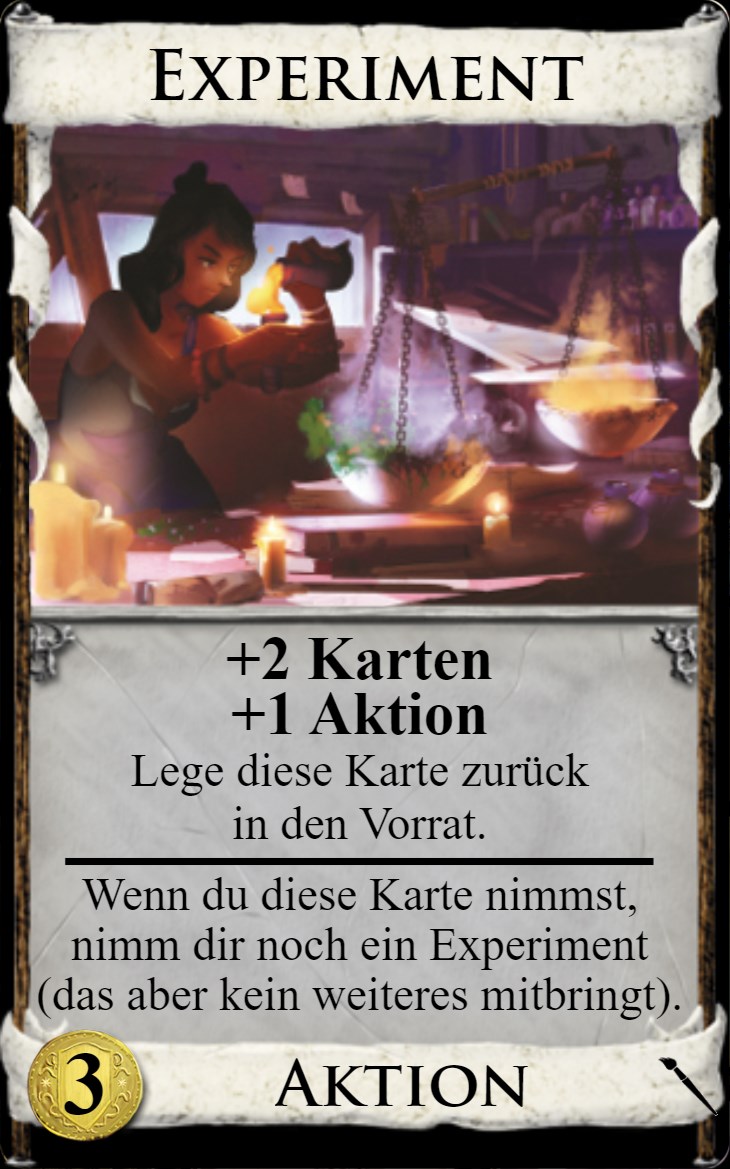 EXPERIMENT
+2 Karten
+1 Aktion
Lege diese Karte zurück
in den Vorrat.
Wenn du diese Karte nimmst,
nimm dir noch ein Experiment
(das aber kein weiteres mitbringt).
3
AKTION